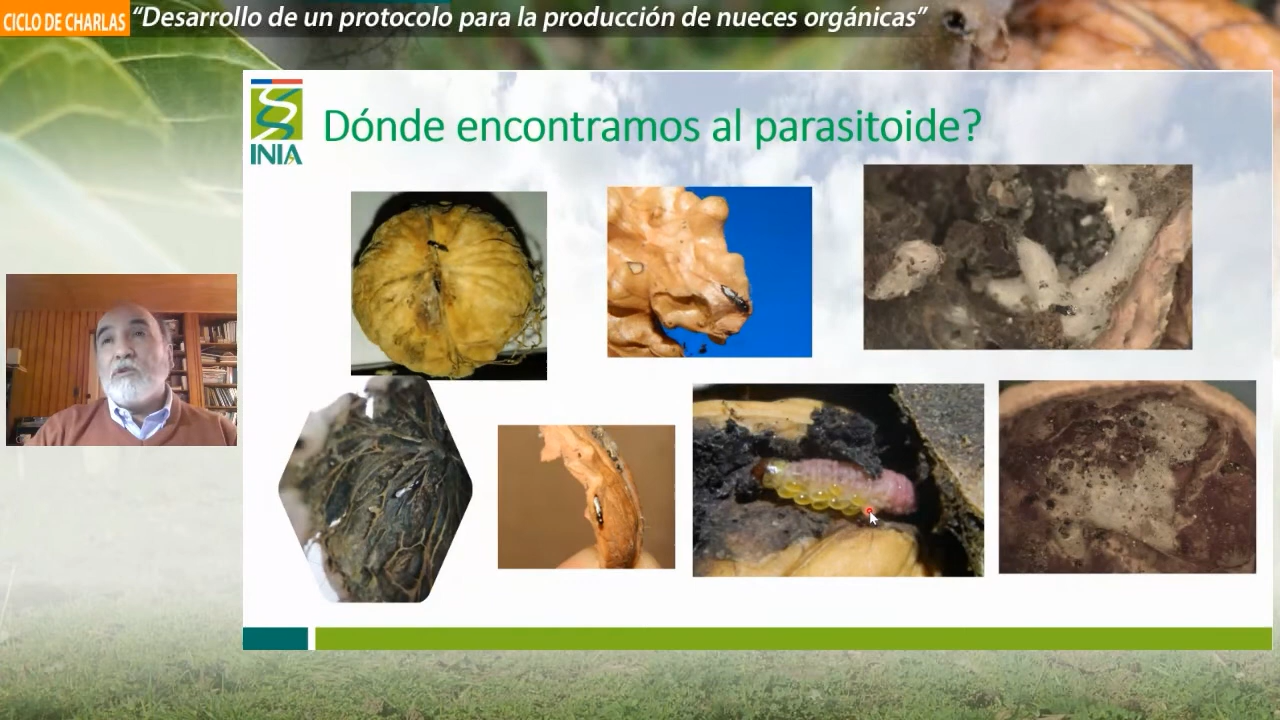 CICLO DE CHARLAS
“Desarrollo de un protocolo para la producción de nueces orgánicas”
INIA
Dónde encontramos al parasitoide?